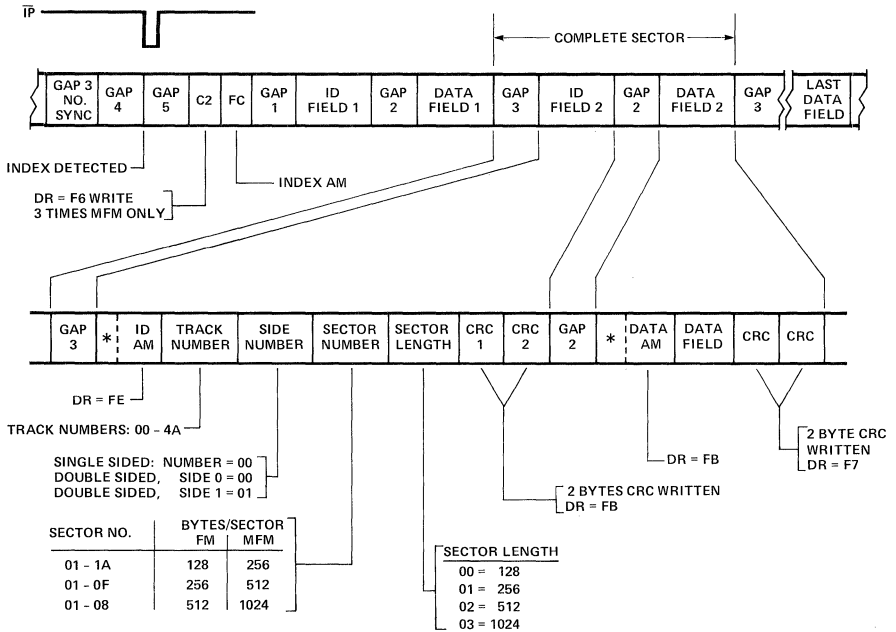 IP
COMPLETE SECTOR
GAP 3 NO. SYNC
GAP 4
GAP 5
C2
FC
GAP 1
ID FIELD 1
GAP 2
DATA FIELD 1
GAP 3
ID FIELD 2
GAP 2
DATA FIELD 2
GAP 3
LAST DATA FIELD
INDEX DETECTED
INDEX AM
DR = F6 WRITE
3 TIMES MFM ONLY
GAP 3
*
ID AM
TRACK NUMBER
SIDE NUMBER
SECTOR NUMBER
SECTOR LENGTH
CRC 1
CRC 2
GAP 2
*
DATA AM
DATA FIELD
CRC
CRC
DR = FE
TRACK NUMBERS: 00 - 4A
SINGLE SIDED: NUMBER = 00
DOUBLE SIDED, SIDE 0 = 00
DOUBLE SIDED, SIDE 1 = 01
DR = FB
2 BYTE CRC
WRITTEN
DR = F7
2 BYTES CRC WRITTEN
DR = FB
SECTOR NO. BYTES/SECTOR
FM MFM
01 - 1A 128 256
01 - 0F 256 512
01 - 08 512 1024
SECTOR LENGTH
00 = 128
01 = 256
02 = 512
03 = 1024